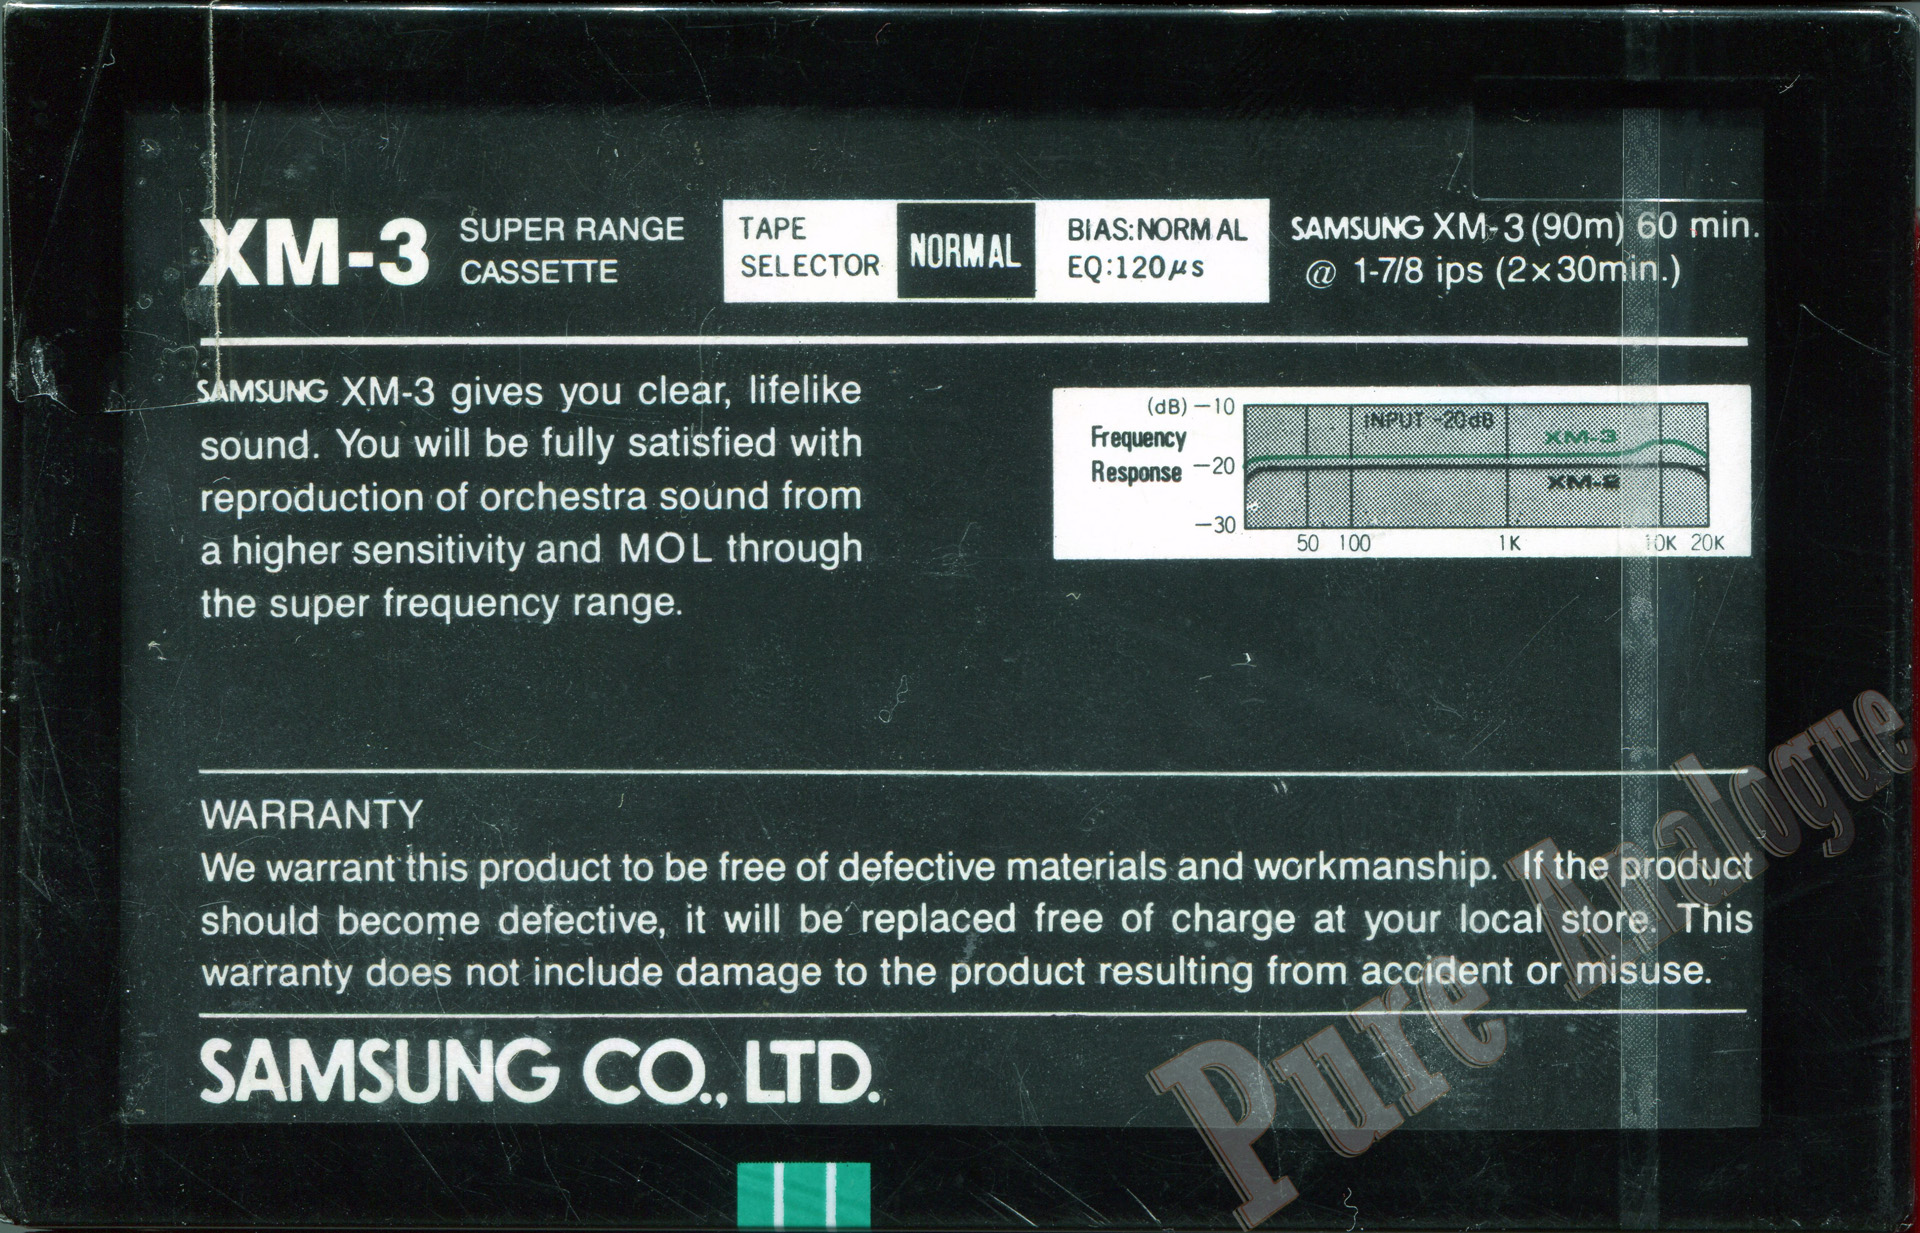 XM-3 SUPER RANGE CASSETTE
TAPE SELECTOR NORMAL BIAS:NORMAL EQ:120μs
SAMSUNG XM-3 (90m) 60 min.
@ 1-7/8 ips (2×30min.)
SAMSUNG XM-3 gives you clear, lifelike
sound. You will be fully satisfied with
reproduction of orchestra sound from
a higher sensitivity and MOL through
the super frequency range.
Frequency
Response
(dB) −10
−20
−30
INPUT −20dB
XM-3
XM-2
50 100 1K 10K 20K
WARRANTY
We warrant this product to be free of defective materials and workmanship. If the product
should become defective, it will be replaced free of charge at your local store. This
warranty does not include damage to the product resulting from accident or misuse.
SAMSUNG CO., LTD.
Pure Analogue